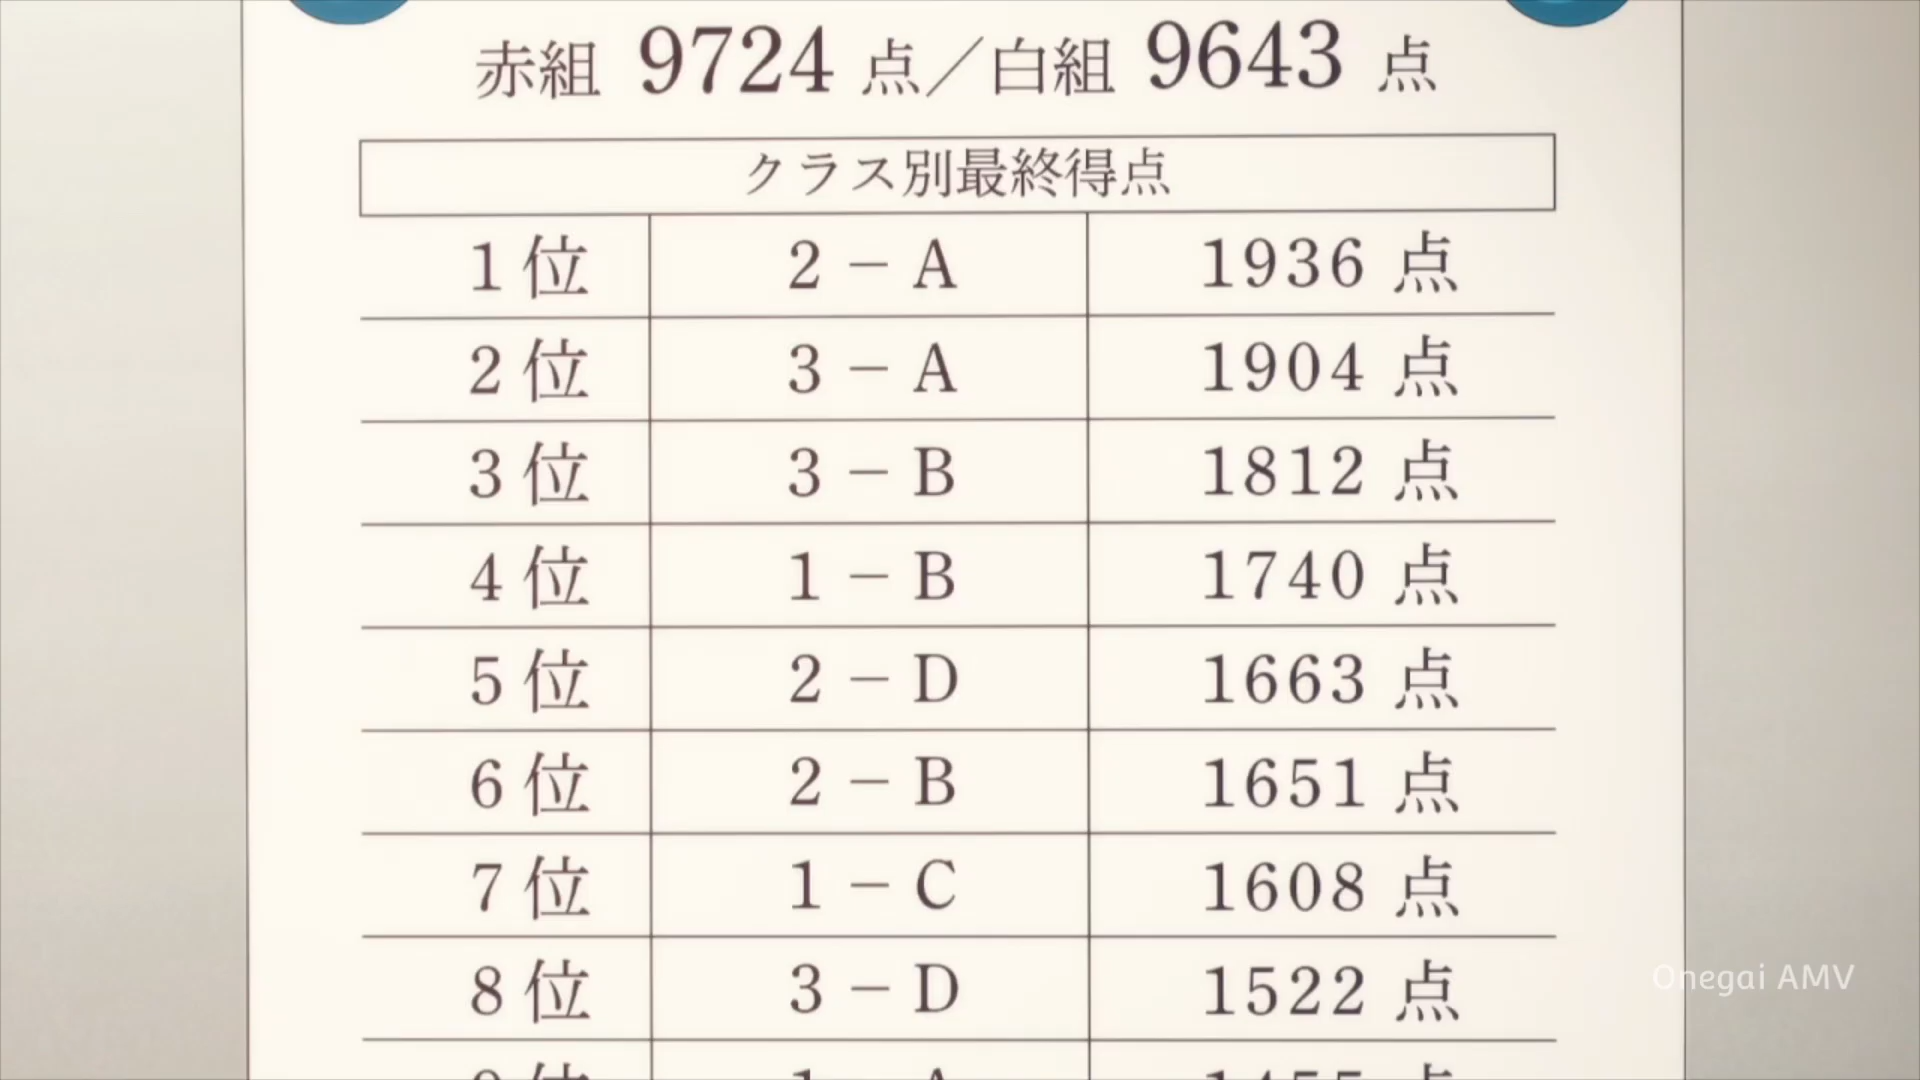 赤組 9724 点／白組 9643 点
クラス別最終得点
1位 2－A 1936 点
2位 3－A 1904 点
3位 3－B 1812 点
4位 1－B 1740 点
5位 2－D 1663 点
6位 2－B 1651 点
7位 1－C 1608 点
8位 3－D 1522 点
Onegai AMV